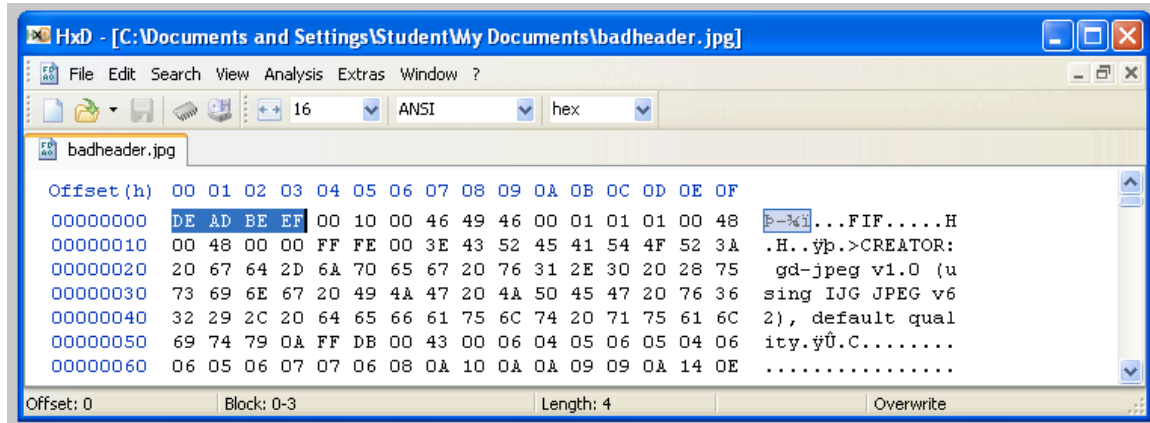 HxD - [C:\Documents and Settings\Student\My Documents\badheader.jpg]
File Edit Search View Analysis Extras Window ?
16 ANSI hex
badheader.jpg
Offset(h) 00 01 02 03 04 05 06 07 08 09 0A 0B 0C 0D 0E 0F
00000000 DE AD BE EF 00 10 00 46 49 46 00 01 01 01 00 48 Þ-¾ï...FIF.....H
00000010 00 48 00 00 FF FE 00 3E 43 52 45 41 54 4F 52 3A .H..ÿþ.>CREATOR:
00000020 20 67 64 2D 6A 70 65 67 20 76 31 2E 30 20 28 75 gd-jpeg v1.0 (u
00000030 73 69 6E 67 20 49 4A 47 20 4A 50 45 47 20 76 36 sing IJG JPEG v6
00000040 32 29 2C 20 64 65 66 61 75 6C 74 20 71 75 61 6C 2), default qual
00000050 69 74 79 0A FF DB 00 43 00 06 04 05 06 05 04 06 ity.ÿÛ.C........
00000060 06 05 06 07 07 06 08 0A 10 0A 0A 09 09 0A 14 0E ................
Offset: 0 Block: 0-3 Length: 4 Overwrite